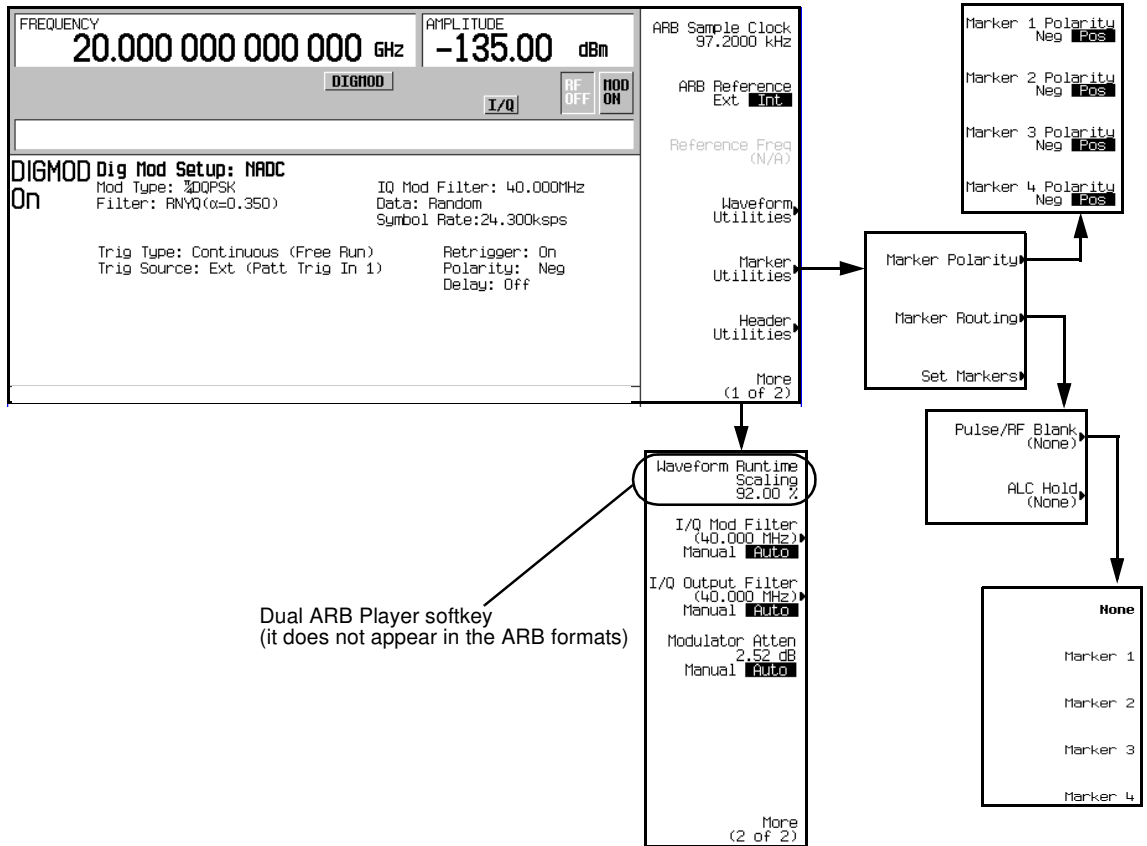 FREQUENCY
20.000 000 000 000 GHz
AMPLITUDE
-135.00 dBm
DIGMOD
I/Q
RF OFF
MOD ON
DIGMOD On
Dig Mod Setup: NADC
Mod Type: π/4DQPSK
Filter: RNYQ(α=0.350)
IQ Mod Filter: 40.000MHz
Data: Random
Symbol Rate:24.300ksps
Trig Type: Continuous (Free Run)
Trig Source: Ext (Patt Trig In 1)
Retrigger: On
Polarity: Neg
Delay: Off
ARB Sample Clock
97.2000 kHz
ARB Reference
Ext Int
Reference Freq
(N/A)
Waveform
Utilities
Marker
Utilities
Header
Utilities
More
(1 of 2)
Marker Polarity
Marker Routing
Set Markers
Marker 1 Polarity
Neg Pos
Marker 2 Polarity
Neg Pos
Marker 3 Polarity
Neg Pos
Marker 4 Polarity
Neg Pos
Pulse/RF Blank
(None)
ALC Hold
(None)
None
Marker 1
Marker 2
Marker 3
Marker 4
Waveform Runtime
Scaling
92.00 %
I/Q Mod Filter
(40.000 MHz)
Manual Auto
I/Q Output Filter
(40.000 MHz)
Manual Auto
Modulator Atten
2.52 dB
Manual Auto
More
(2 of 2)
Dual ARB Player softkey
(it does not appear in the ARB formats)